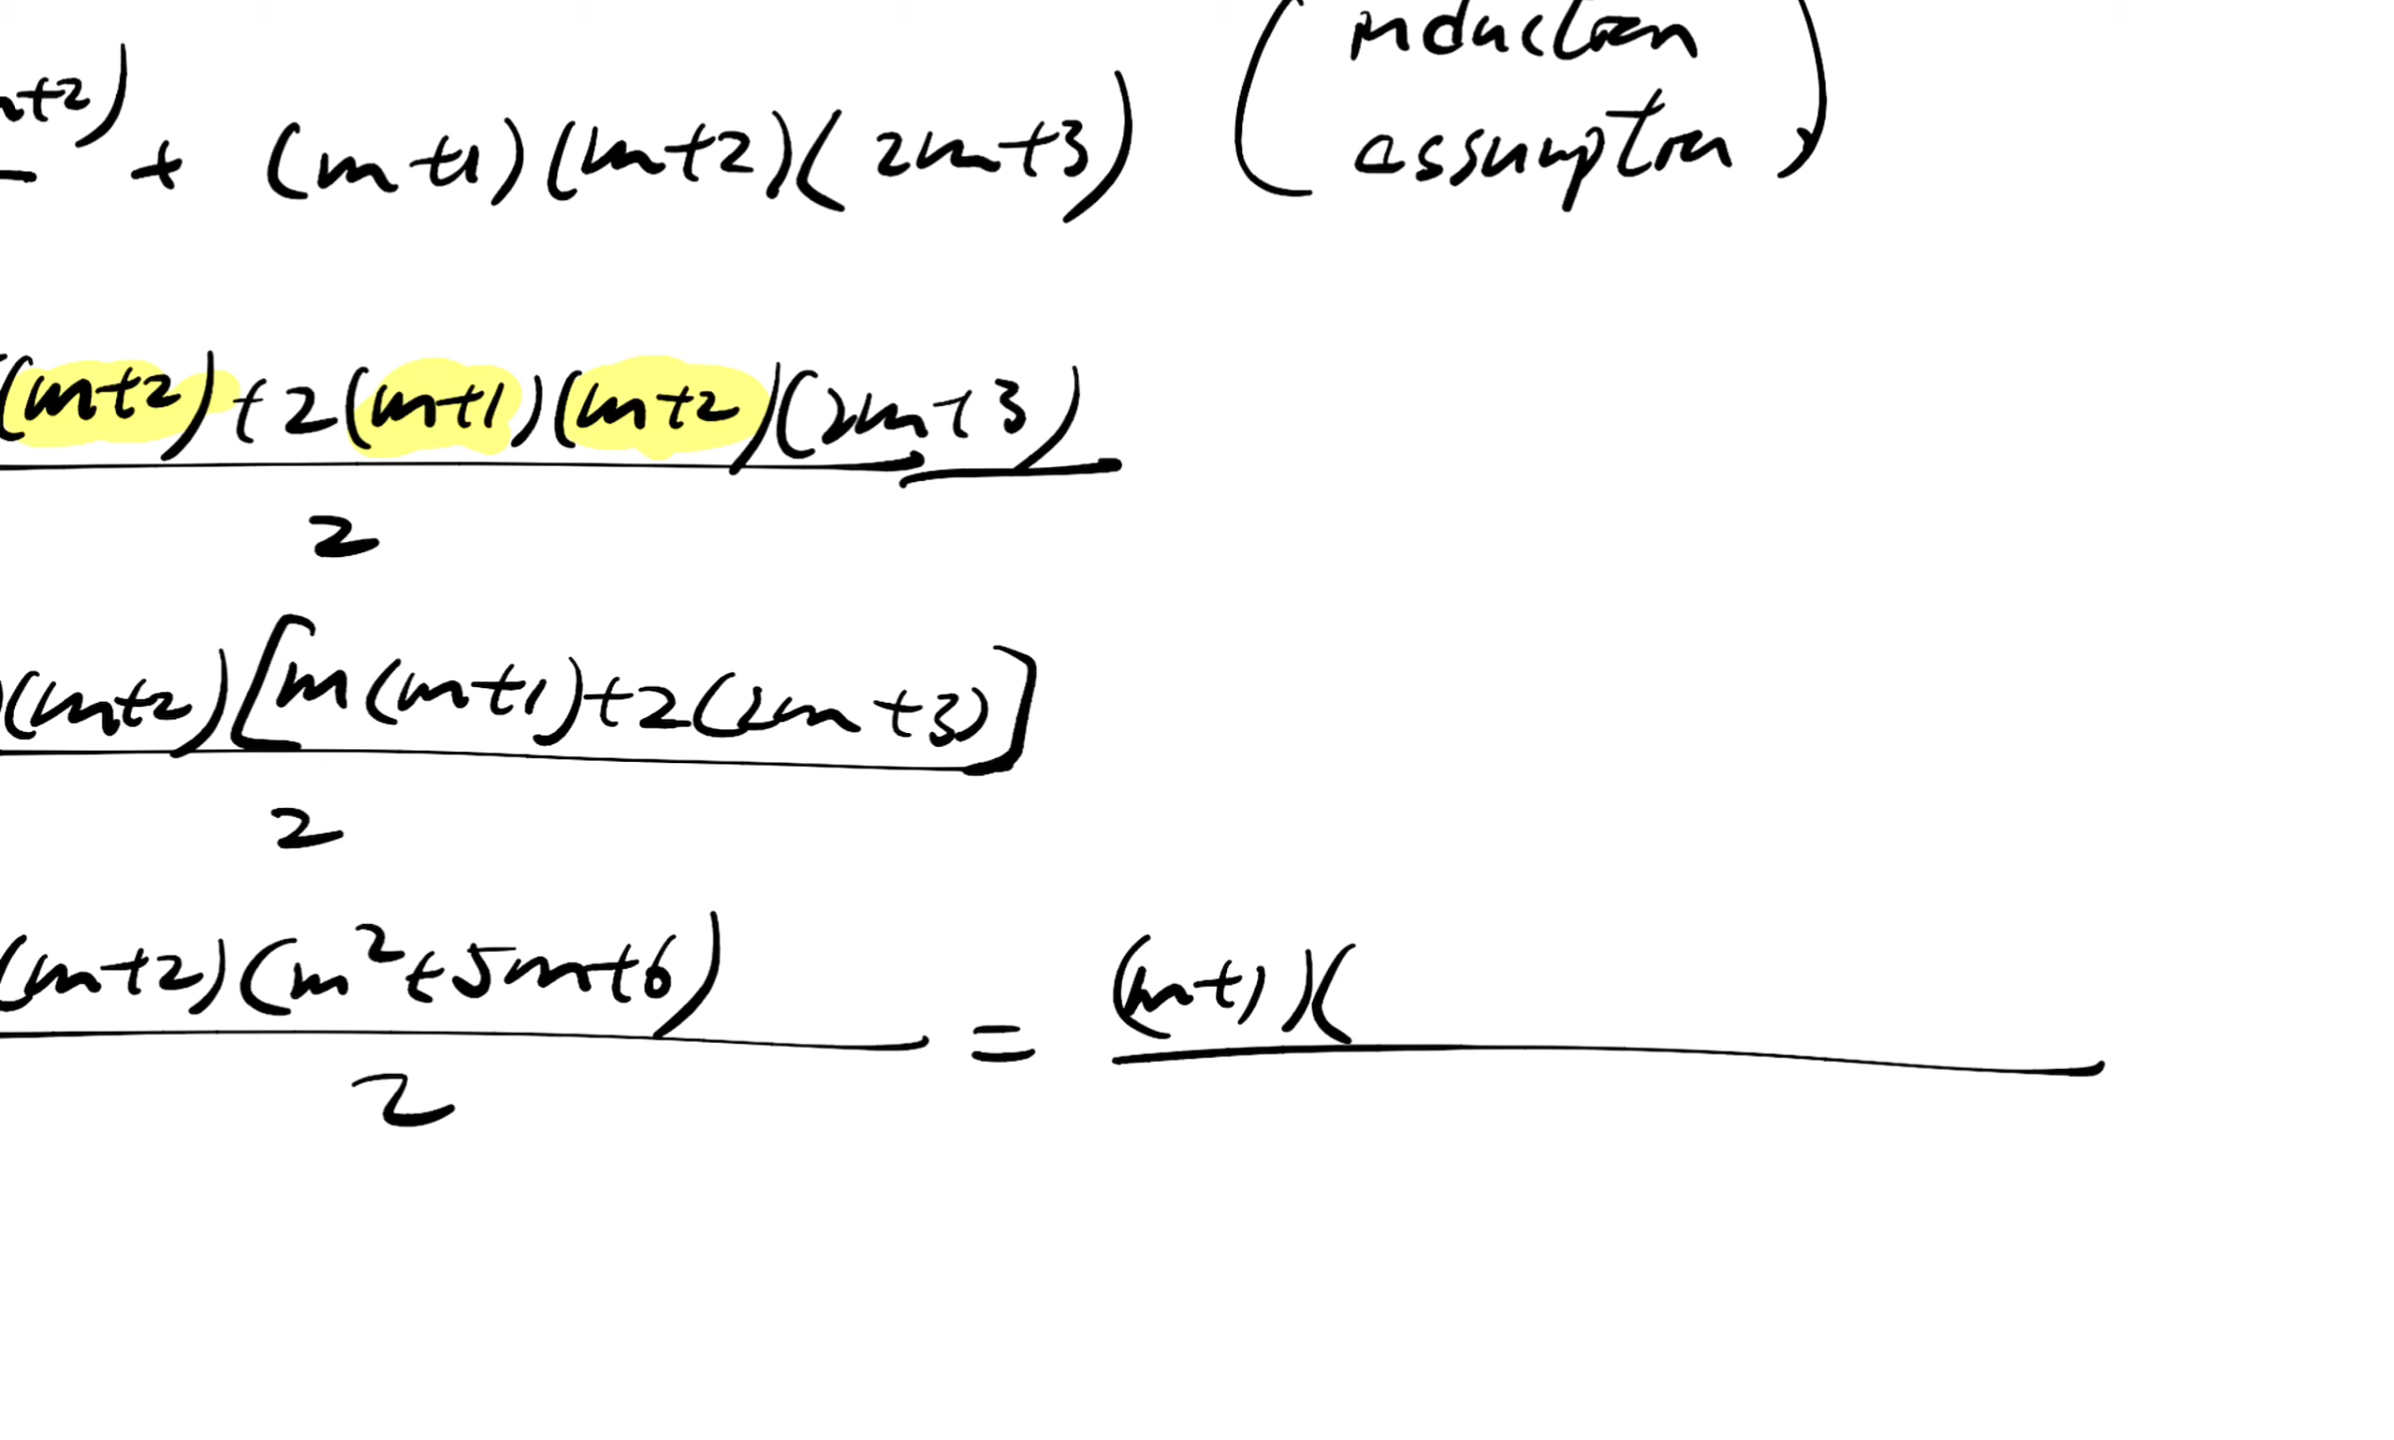 induction
m+2) + (m+1)(m+2)(2m+3) ( assumption )
(m+2) + 2(m+1)(m+2)(2m+3)
2
(m+2)[m(m+1)+2(2m+3)]
2
(m+2)(m²+5m+6) = (m+1)(
2